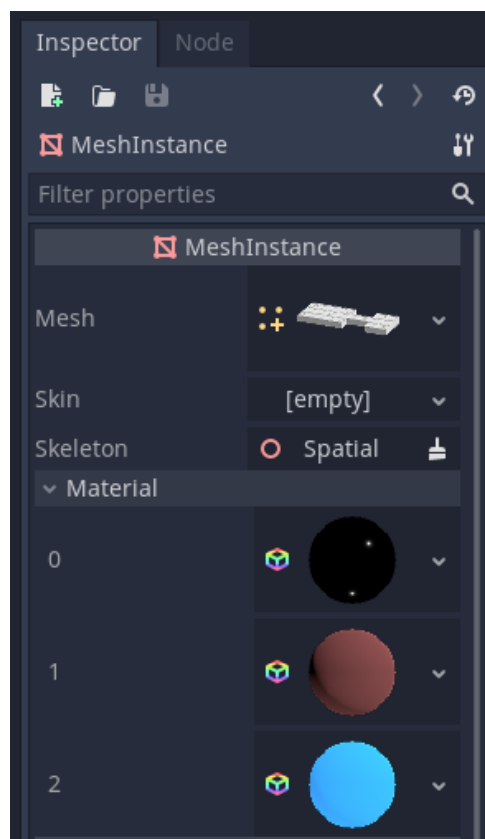 Inspector Node
MeshInstance
Filter properties
MeshInstance
Mesh
Skin [empty]
Skeleton Spatial
Material
0
1
2